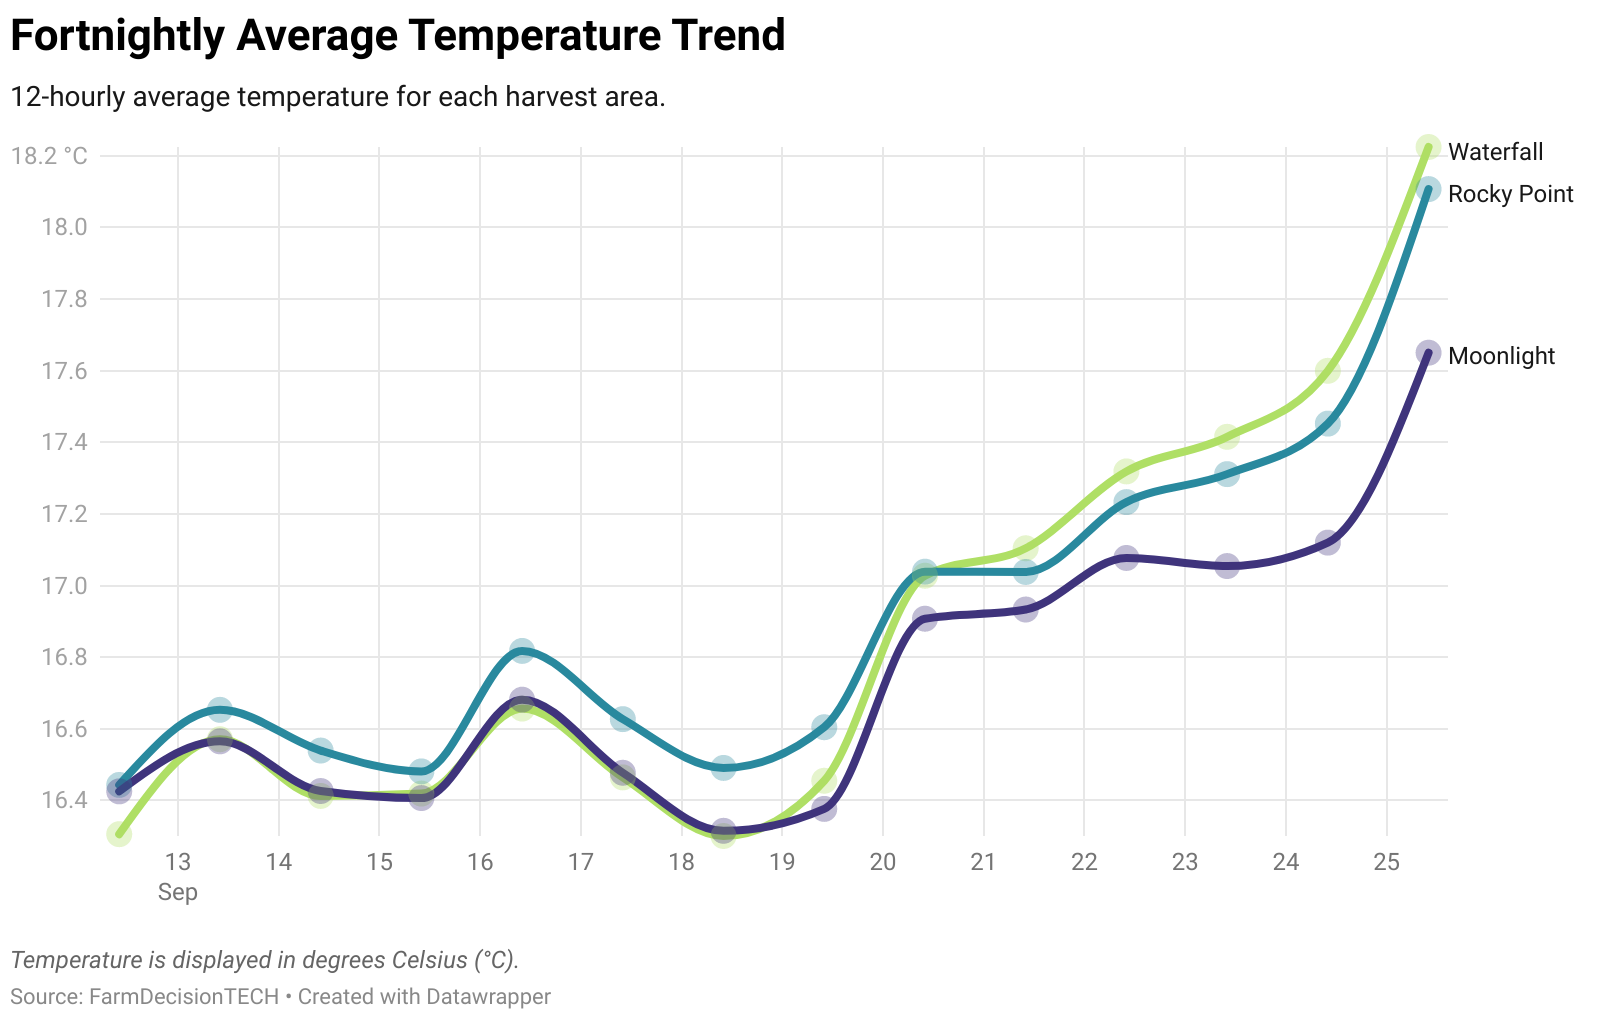 Fortnightly Average Temperature Trend
12-hourly average temperature for each harvest area.
18.2 °C
18.0
17.8
17.6
17.4
17.2
17.0
16.8
16.6
16.4
Waterfall
Rocky Point
Moonlight
13 14 15 16 17 18 19 20 21 22 23 24 25
Sep
Temperature is displayed in degrees Celsius (°C).
Source: FarmDecisionTECH • Created with Datawrapper